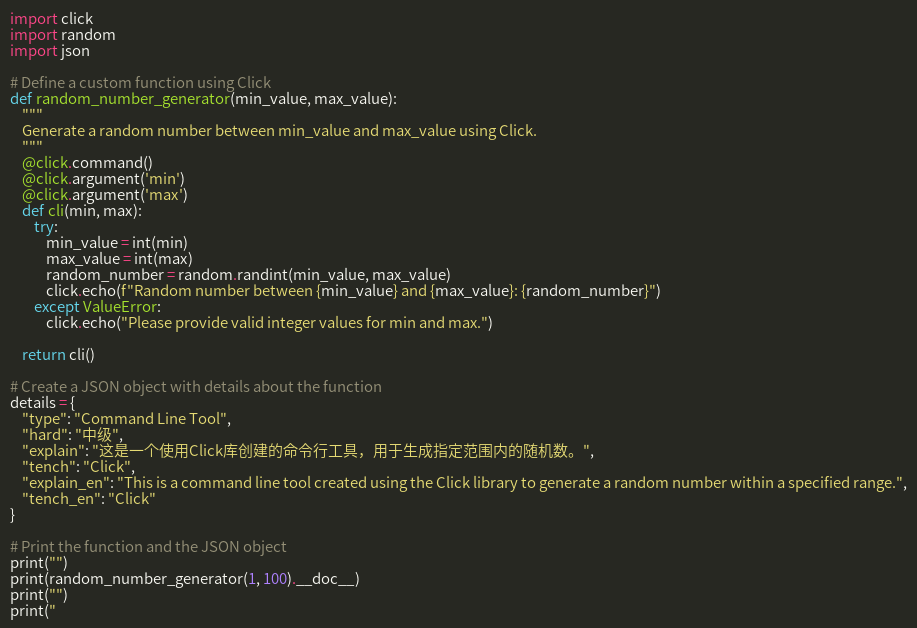 import click
import random
import json
# Define a custom function using Click
def random_number_generator(min_value, max_value):
"""
Generate a random number between min_value and max_value using Click.
"""
@click.command()
@click.argument('min')
@click.argument('max')
def cli(min, max):
try:
min_value = int(min)
max_value = int(max)
random_number = random.randint(min_value, max_value)
click.echo(f"Random number between {min_value} and {max_value}: {random_number}")
except ValueError:
click.echo("Please provide valid integer values for min and max.")
return cli()
# Create a JSON object with details about the function
details = {
"type": "Command Line Tool",
"hard": "中级",
"explain": "这是一个使用Click库创建的命令行工具，用于生成指定范围内的随机数。",
"tench": "Click",
"explain_en": "This is a command line tool created using the Click library to generate a random number within a specified range.",
"tench_en": "Click"
}
# Print the function and the JSON object
print("")
print(random_number_generator(1, 100).__doc__)
print("")
print("